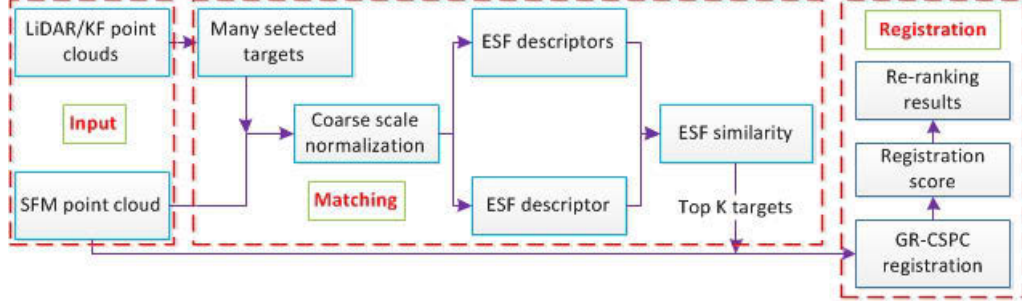 LiDAR/KF point
clouds
Many selected
targets
ESF descriptors
Registration
Re-ranking
results
Input
Coarse scale
normalization
ESF similarity
Registration
score
SFM point cloud
Matching
ESF descriptor
Top K targets
GR-CSPC
registration